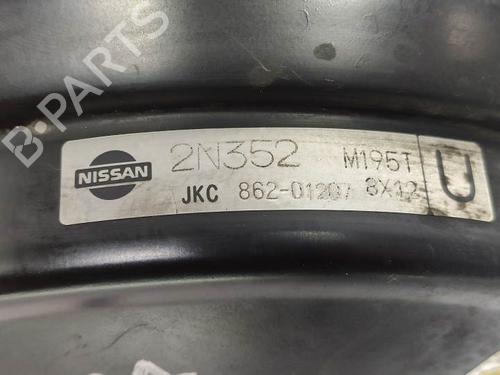 B-PARTS
NISSAN 2N352 M195T U
JKC 862-01207 8X12